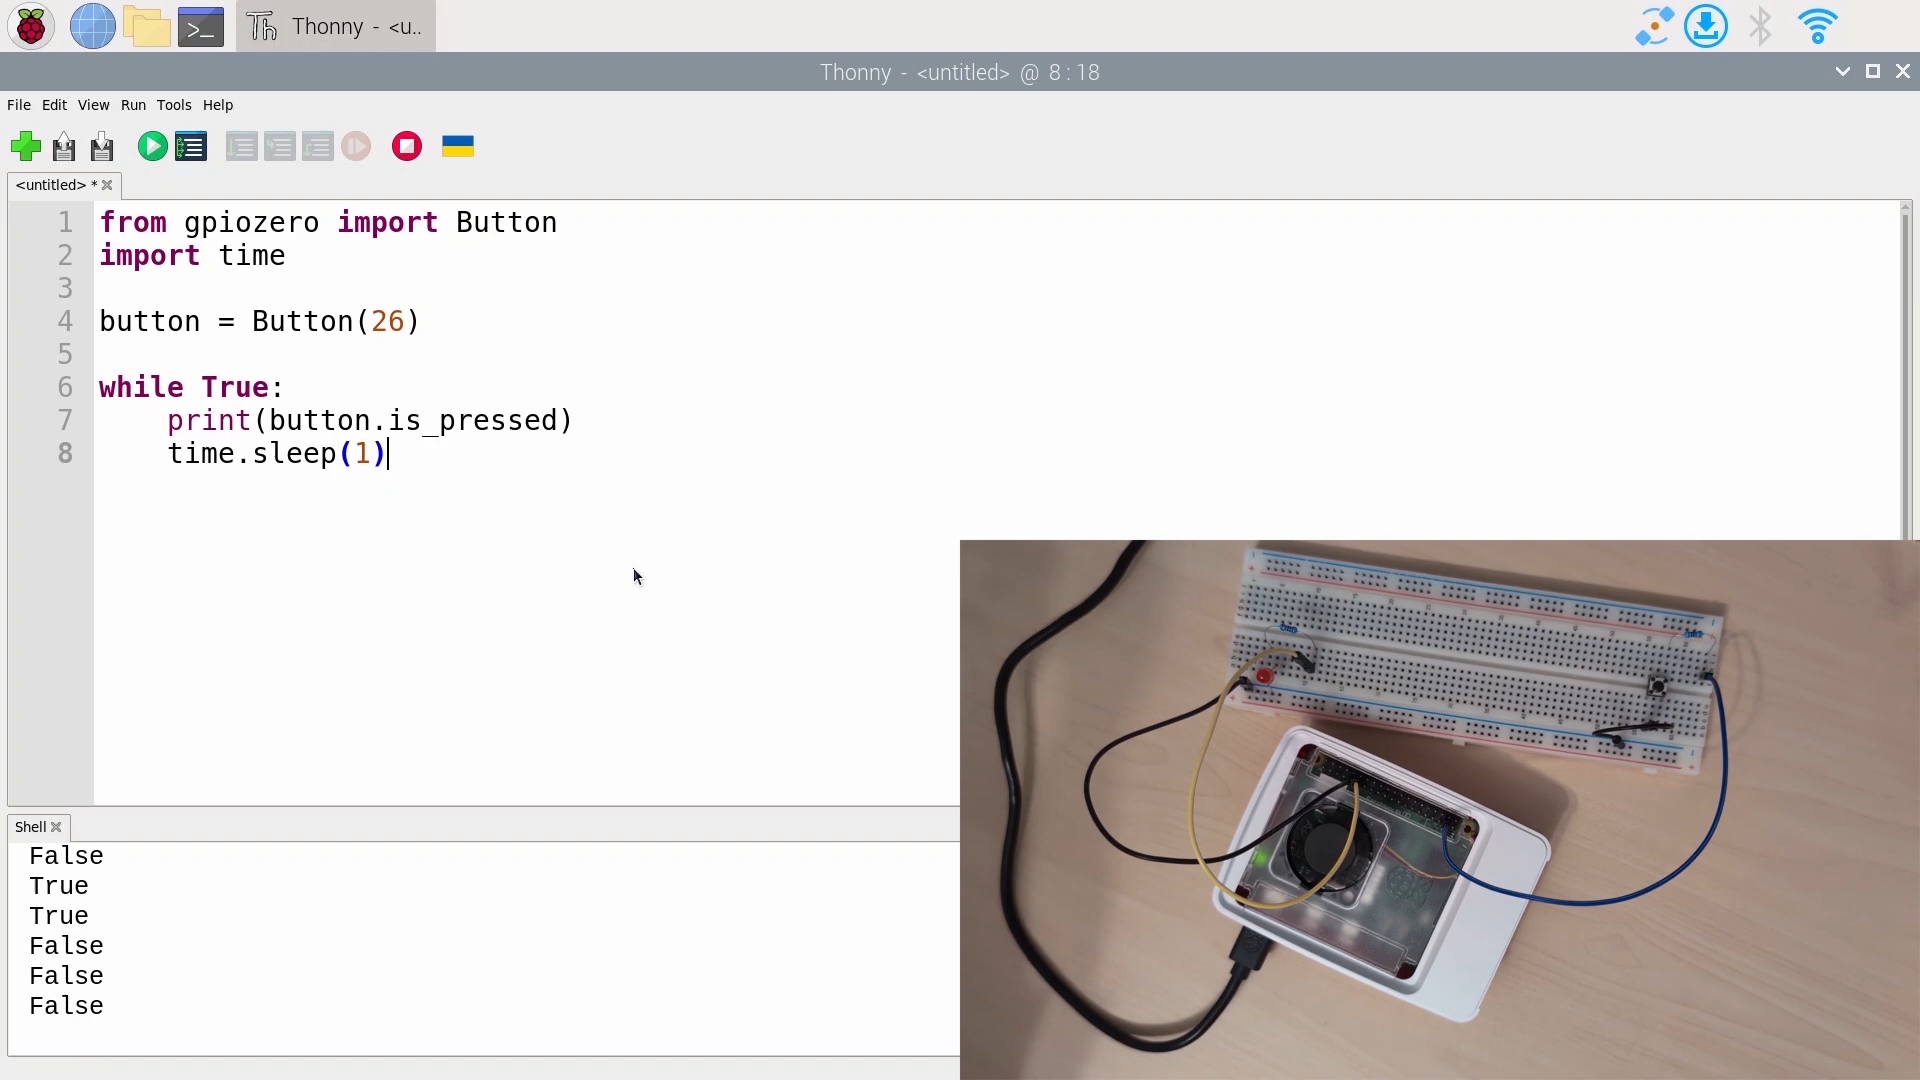 Thonny - <u..
Thonny - <untitled> @ 8:18
File Edit View Run Tools Help
<untitled> *
1 from gpiozero import Button
2 import time
3
4 button = Button(26)
5
6 while True:
7     print(button.is_pressed)
8     time.sleep(1)
Shell
False
True
True
False
False
False